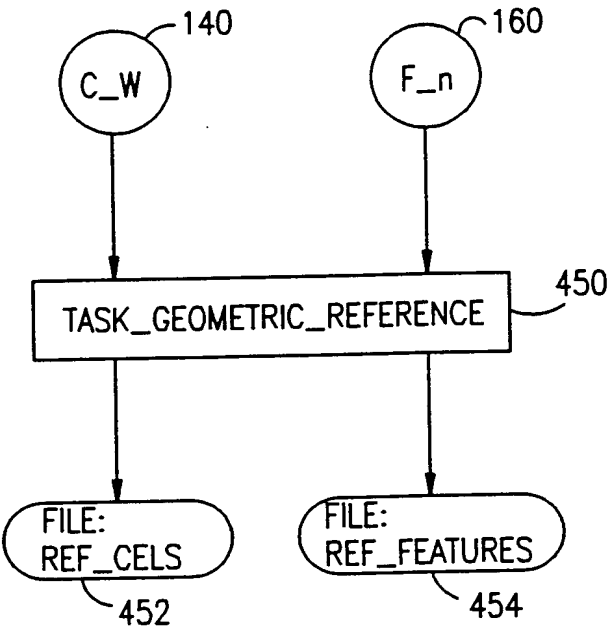 140
160
C_W
F_n
450
TASK_GEOMETRIC_REFERENCE
FILE:
REF_CELS
FILE:
REF_FEATURES
452
454